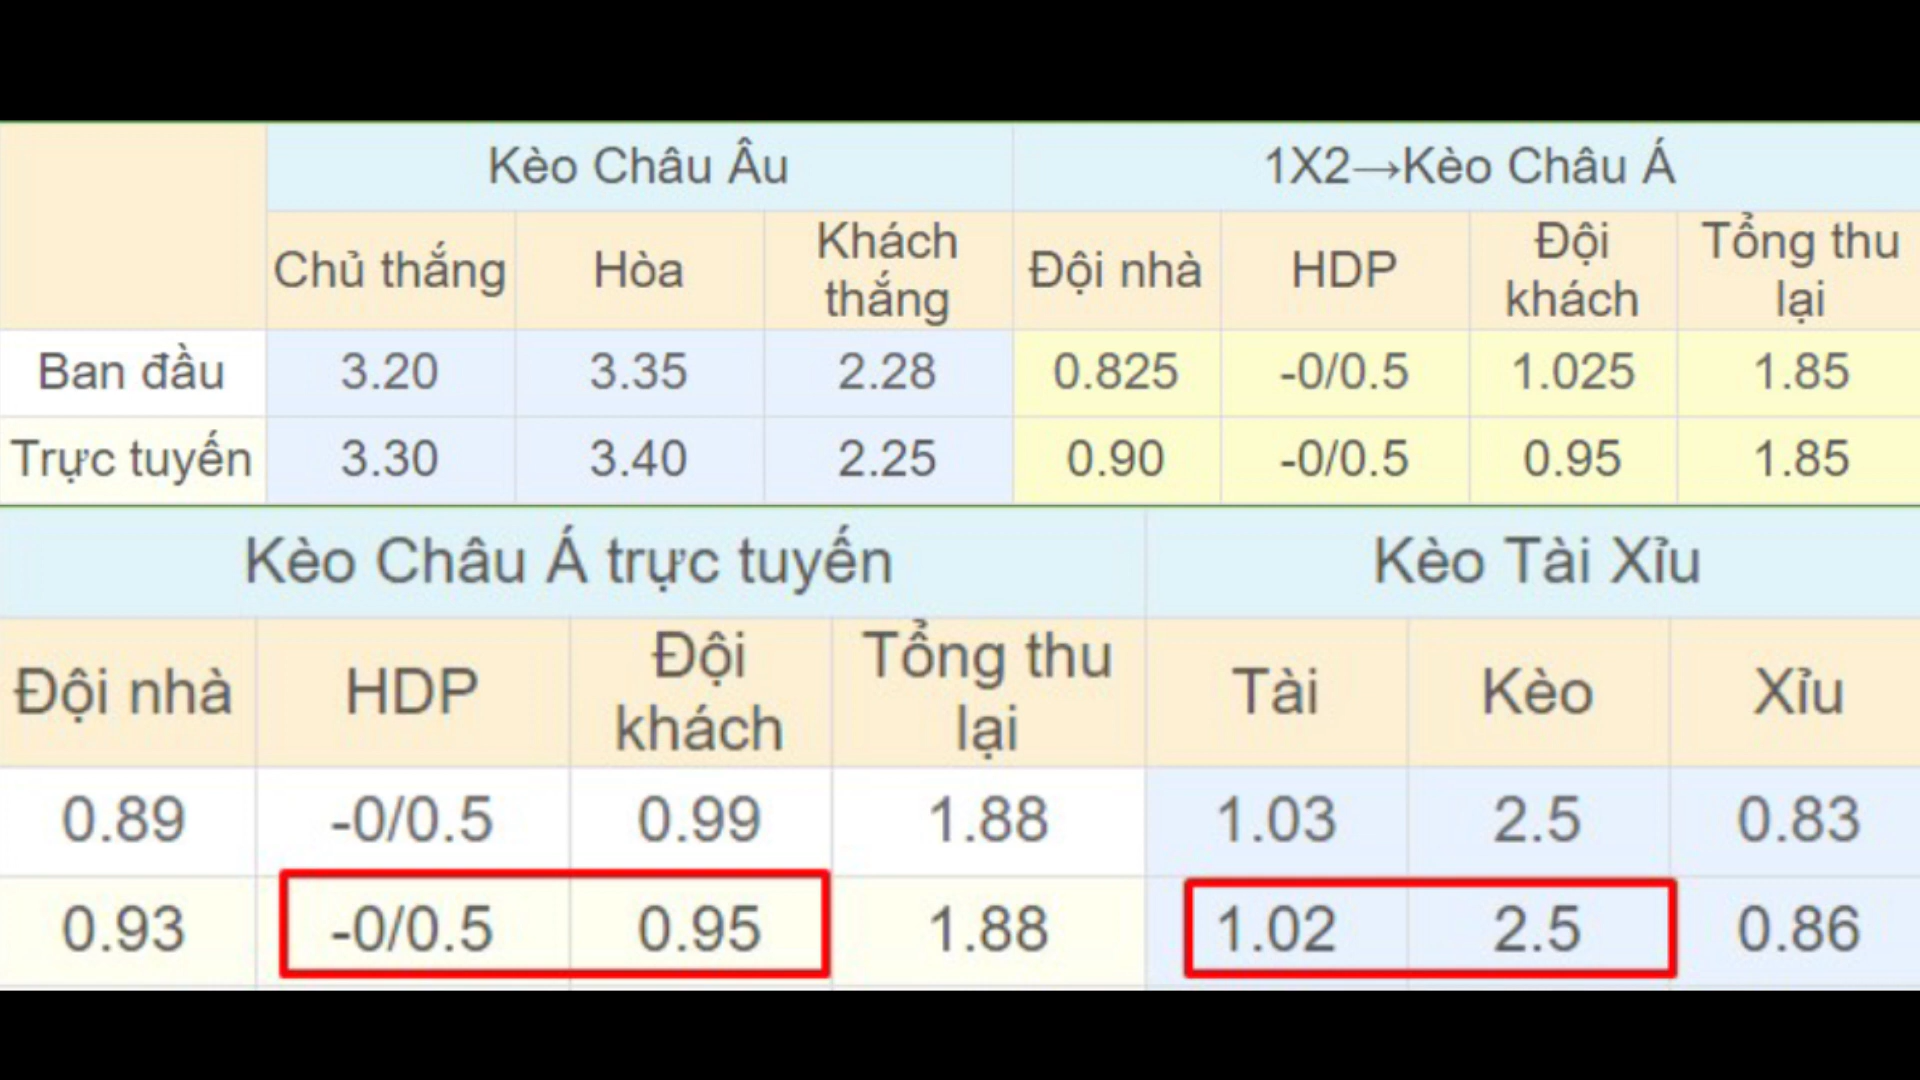 Kèo Châu Âu 1X2→Kèo Châu Á
Chủ thắng Hòa Khách thắng Đội nhà HDP Đội khách Tổng thu lại
Ban đầu 3.20 3.35 2.28 0.825 -0/0.5 1.025 1.85
Trực tuyến 3.30 3.40 2.25 0.90 -0/0.5 0.95 1.85
Kèo Châu Á trực tuyến Kèo Tài Xỉu
Đội nhà HDP Đội khách Tổng thu lại Tài Kèo Xỉu
0.89 -0/0.5 0.99 1.88 1.03 2.5 0.83
0.93 -0/0.5 0.95 1.88 1.02 2.5 0.86